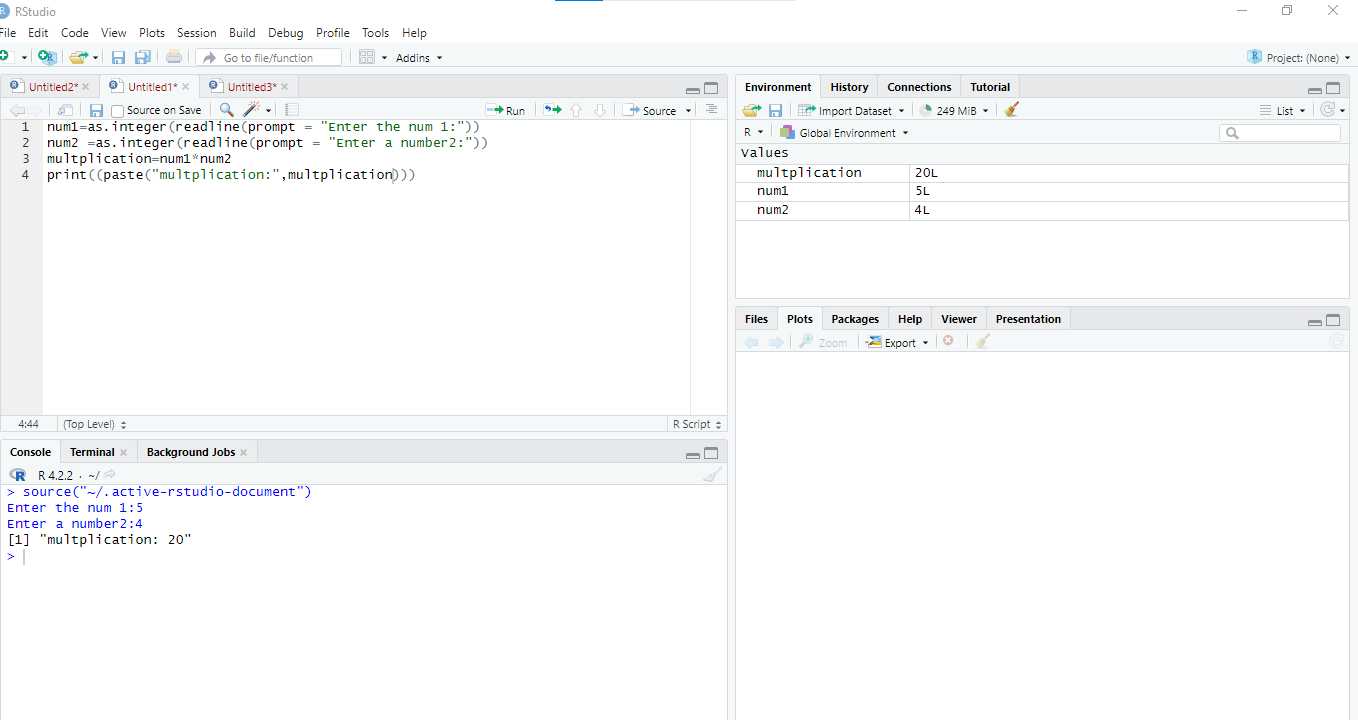 RStudio
File Edit Code View Plots Session Build Debug Profile Tools Help
Go to file/function Addins Project: (None)
Untitled2* Untitled1* Untitled3*
Source on Save Run Source
1 num1=as.integer(readline(prompt = "Enter the num 1:"))
2 num2 =as.integer(readline(prompt = "Enter a number2:"))
3 multplication=num1*num2
4 print((paste("multplication:",multplication)))
4:44 (Top Level) R Script
Console Terminal Background Jobs
R 4.2.2 · ~/
> source("~/.active-rstudio-document")
Enter the num 1:5
Enter a number2:4
[1] "multplication: 20"
>
Environment History Connections Tutorial
Import Dataset 249 MiB List
R Global Environment
Values
multplication 20L
num1 5L
num2 4L
Files Plots Packages Help Viewer Presentation
Zoom Export